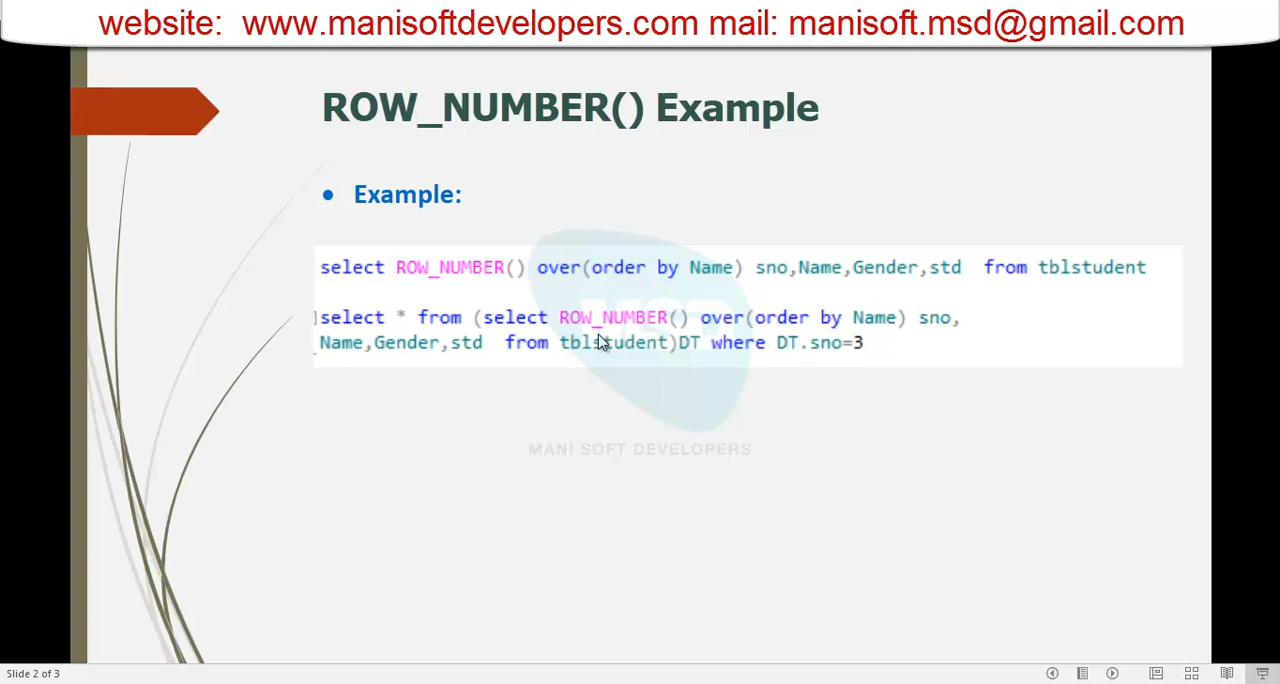 website:  www.manisoftdevelopers.com mail: manisoft.msd@gmail.com
ROW_NUMBER() Example
• Example:
select ROW_NUMBER() over(order by Name) sno,Name,Gender,std  from tblstudent
select * from (select ROW_NUMBER() over(order by Name) sno,
Name,Gender,std  from tblstudent)DT where DT.sno=3
MSD
MANI SOFT DEVELOPERS
Slide 2 of 3